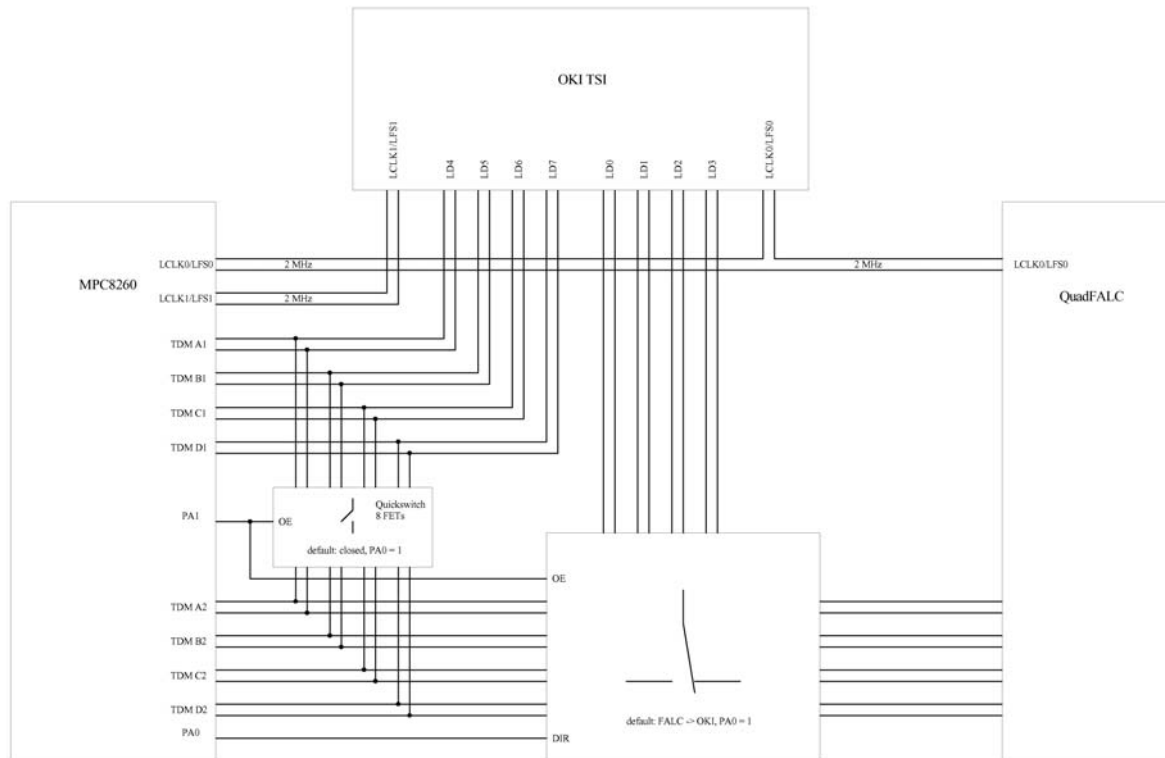 OKI TSI
LCLK1/LFS1
LD4
LD5
LD6
LD7
LD0
LD1
LD2
LD3
LCLK0/LFS0
MPC8260
LCLK0/LFS0
2 MHz
2 MHz
LCLK0/LFS0
QuadFALC
LCLK1/LFS1
2 MHz
TDM A1
TDM B1
TDM C1
TDM D1
PA1
OE
Quickswitch
8 FETs
default: closed, PA0 = 1
OE
TDM A2
TDM B2
TDM C2
TDM D2
default: FALC -> OKI, PA0 = 1
PA0
DIR